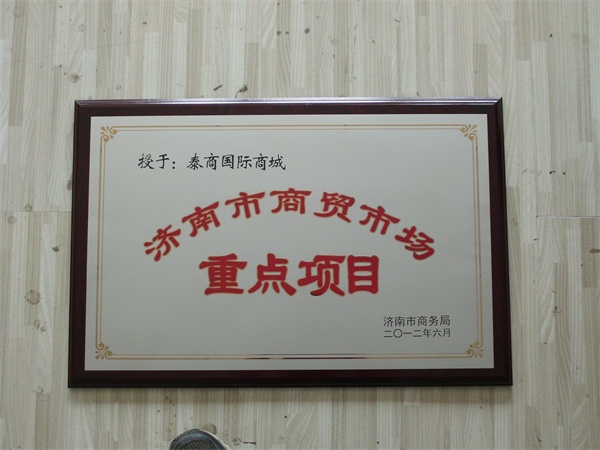 授于：泰商国际商城
济南市商贸市场
重点项目
济南市商务局
二〇一二年六月